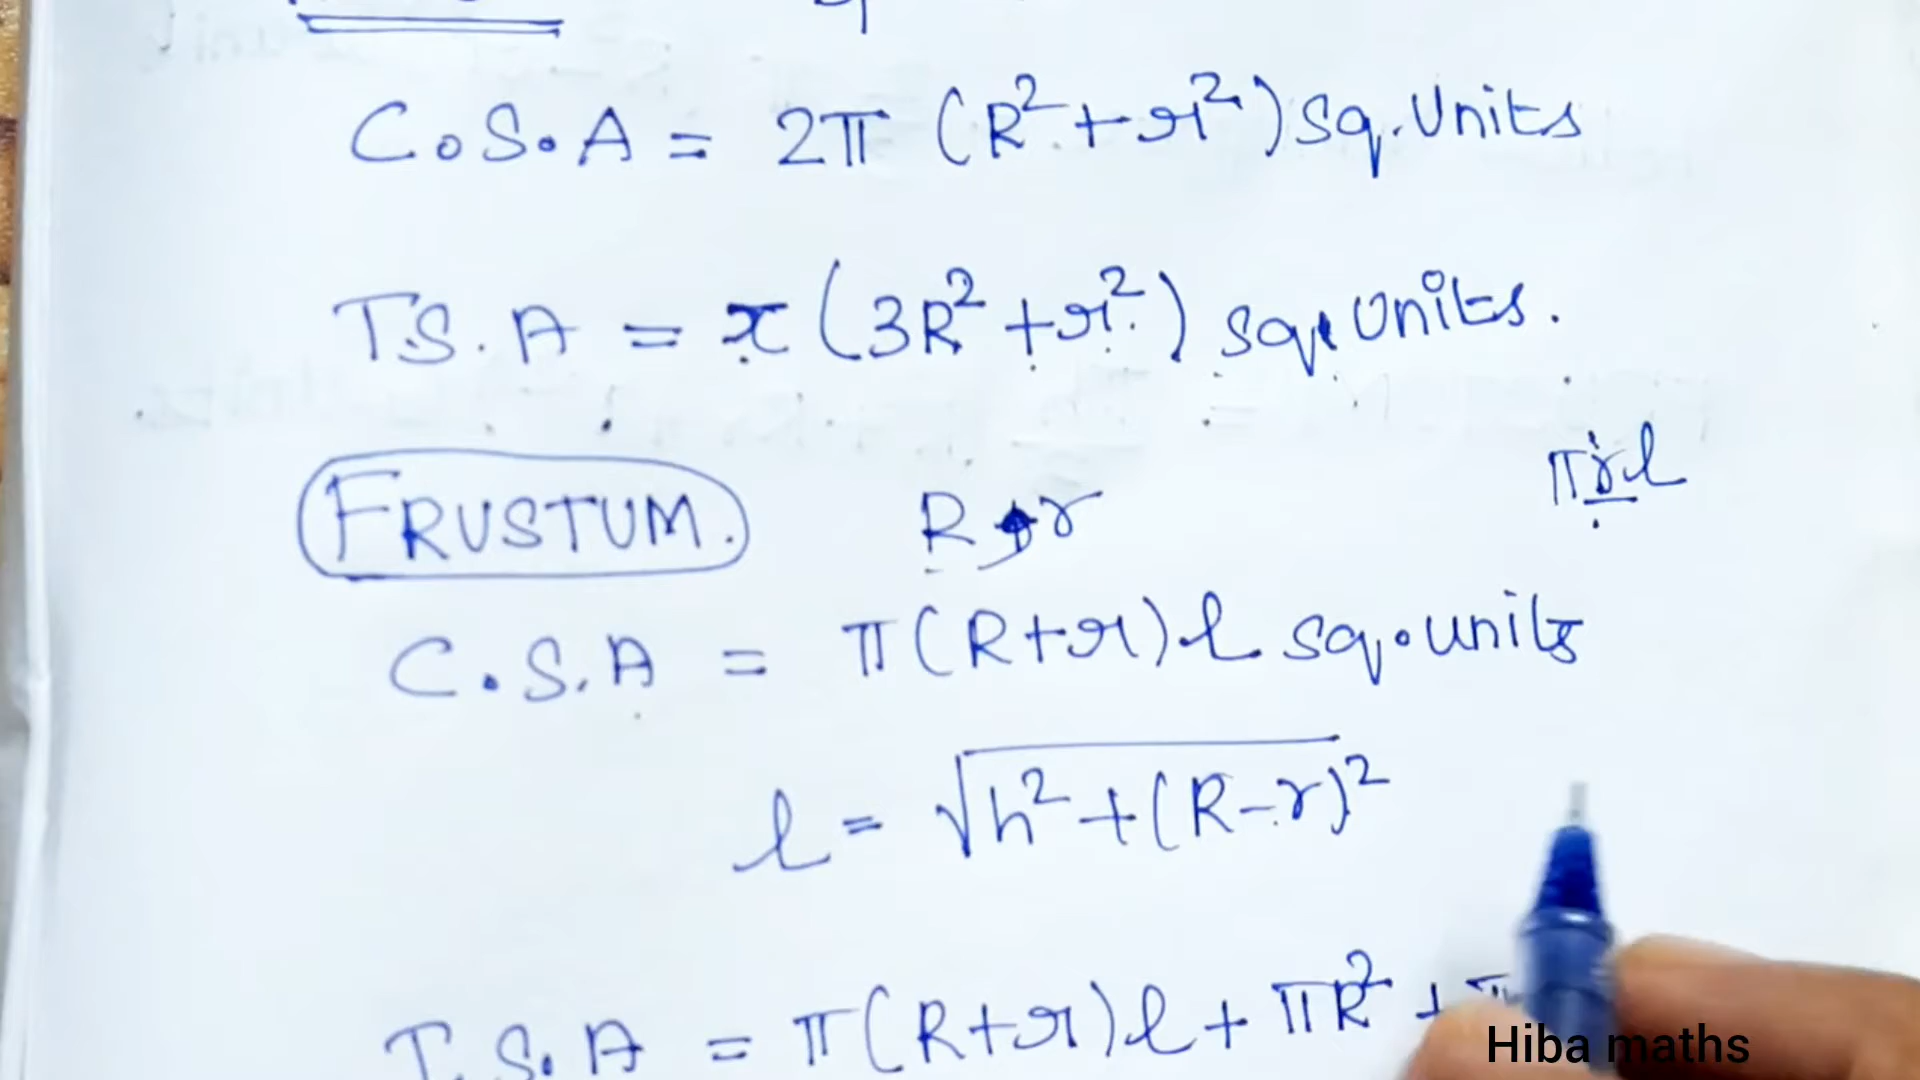 C.S.A = 2π (R²+r²) Sq. Units
T.S.A = π (3R²+r²) Sq. Units.
πrl
FRUSTUM. R, r
C.S.A = π(R+r)l Sq. units
l = √h²+(R-r)²
T.S.A = π(R+r)l + πR² + π
Hiba maths